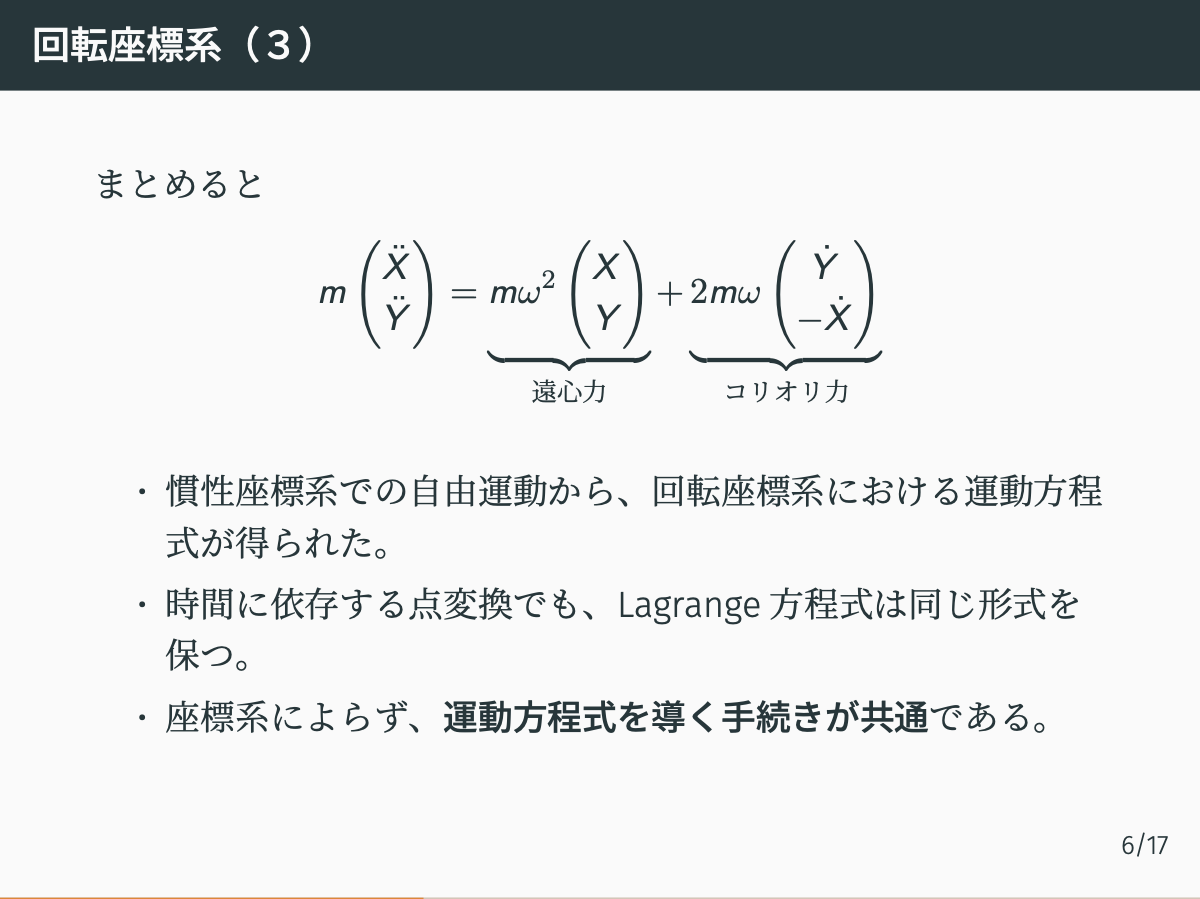 回転座標系（３）
まとめると
m(Ẍ Ÿ) = mω²(X Y) + 2mω(Ẏ −Ẋ)
遠心力 コリオリ力
・慣性座標系での自由運動から、回転座標系における運動方程
式が得られた。
・時間に依存する点変換でも、Lagrange 方程式は同じ形式を
保つ。
・座標系によらず、運動方程式を導く手続きが共通である。
6/17